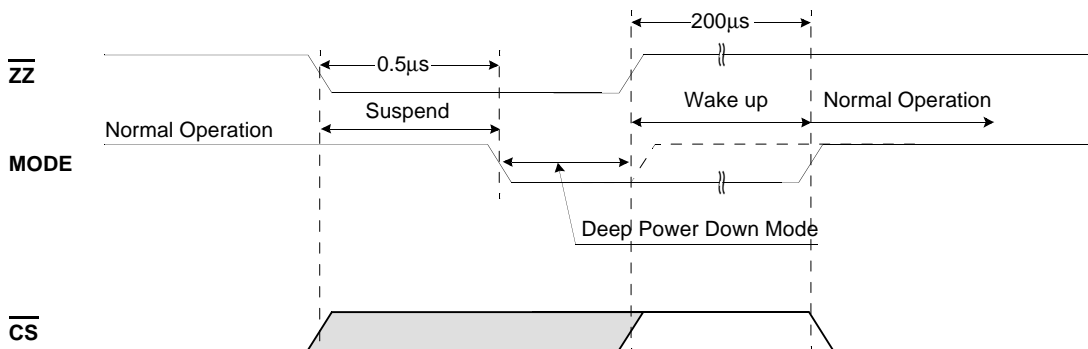 200µs
ZZ
0.5µs
Suspend
Wake up
Normal Operation
Normal Operation
MODE
Deep Power Down Mode
CS